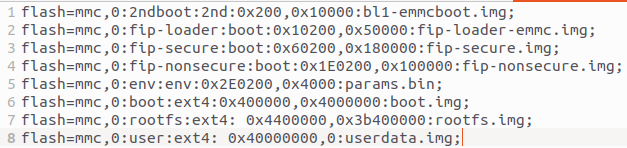 1 flash=mmc,0:2ndboot:2nd:0x200,0x10000:bl1-emmcboot.img;
2 flash=mmc,0:fip-loader:boot:0x10200,0x50000:fip-loader-emmc.img;
3 flash=mmc,0:fip-secure:boot:0x60200,0x180000:fip-secure.img;
4 flash=mmc,0:fip-nonsecure:boot:0x1E0200,0x100000:fip-nonsecure.img;
5 flash=mmc,0:env:env:0x2E0200,0x4000:params.bin;
6 flash=mmc,0:boot:ext4:0x400000,0x4000000:boot.img;
7 flash=mmc,0:rootfs:ext4: 0x4400000,0x3b400000:rootfs.img;
8 flash=mmc,0:user:ext4: 0x40000000,0:userdata.img;